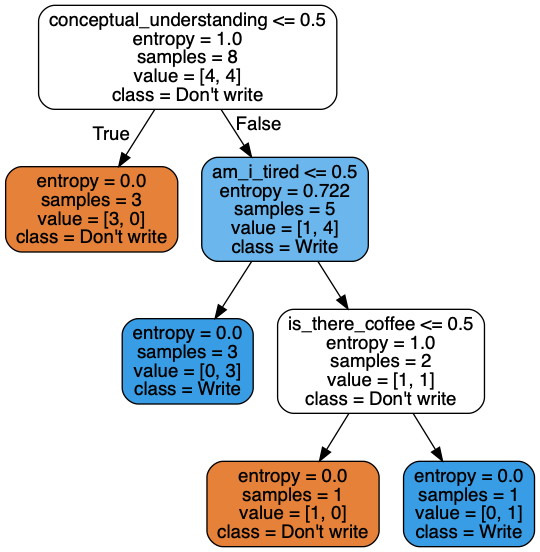 conceptual_understanding <= 0.5
entropy = 1.0
samples = 8
value = [4, 4]
class = Don't write
True
False
entropy = 0.0
samples = 3
value = [3, 0]
class = Don't write
am_i_tired <= 0.5
entropy = 0.722
samples = 5
value = [1, 4]
class = Write
entropy = 0.0
samples = 3
value = [0, 3]
class = Write
is_there_coffee <= 0.5
entropy = 1.0
samples = 2
value = [1, 1]
class = Don't write
entropy = 0.0
samples = 1
value = [1, 0]
class = Don't write
entropy = 0.0
samples = 1
value = [0, 1]
class = Write